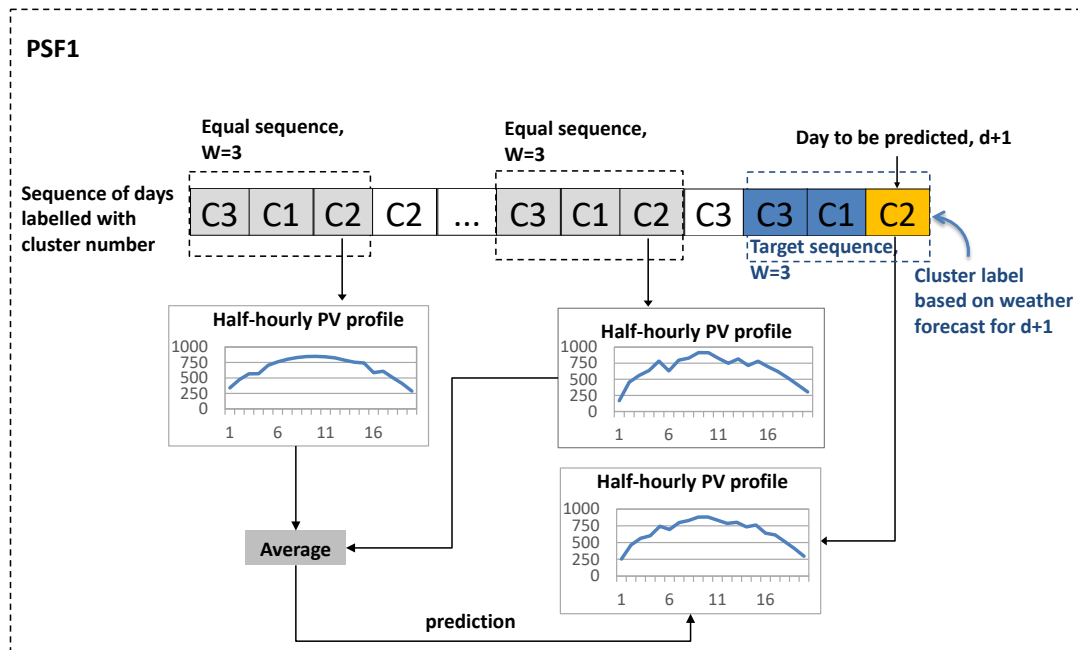 PSF1
Equal sequence,
W=3
Equal sequence,
W=3
Day to be predicted, d+1
Sequence of days
labelled with
cluster number
C3 C1 C2 C2 ... C3 C1 C2 C3 C3 C1 C2
Target sequence,
W=3
Cluster label
based on weather
forecast for d+1
Half-hourly PV profile
1000
750
500
250
0
1 6 11 16
Half-hourly PV profile
1000
750
500
250
0
1 6 11 16
Half-hourly PV profile
1000
750
500
250
0
1 6 11 16
Average
prediction